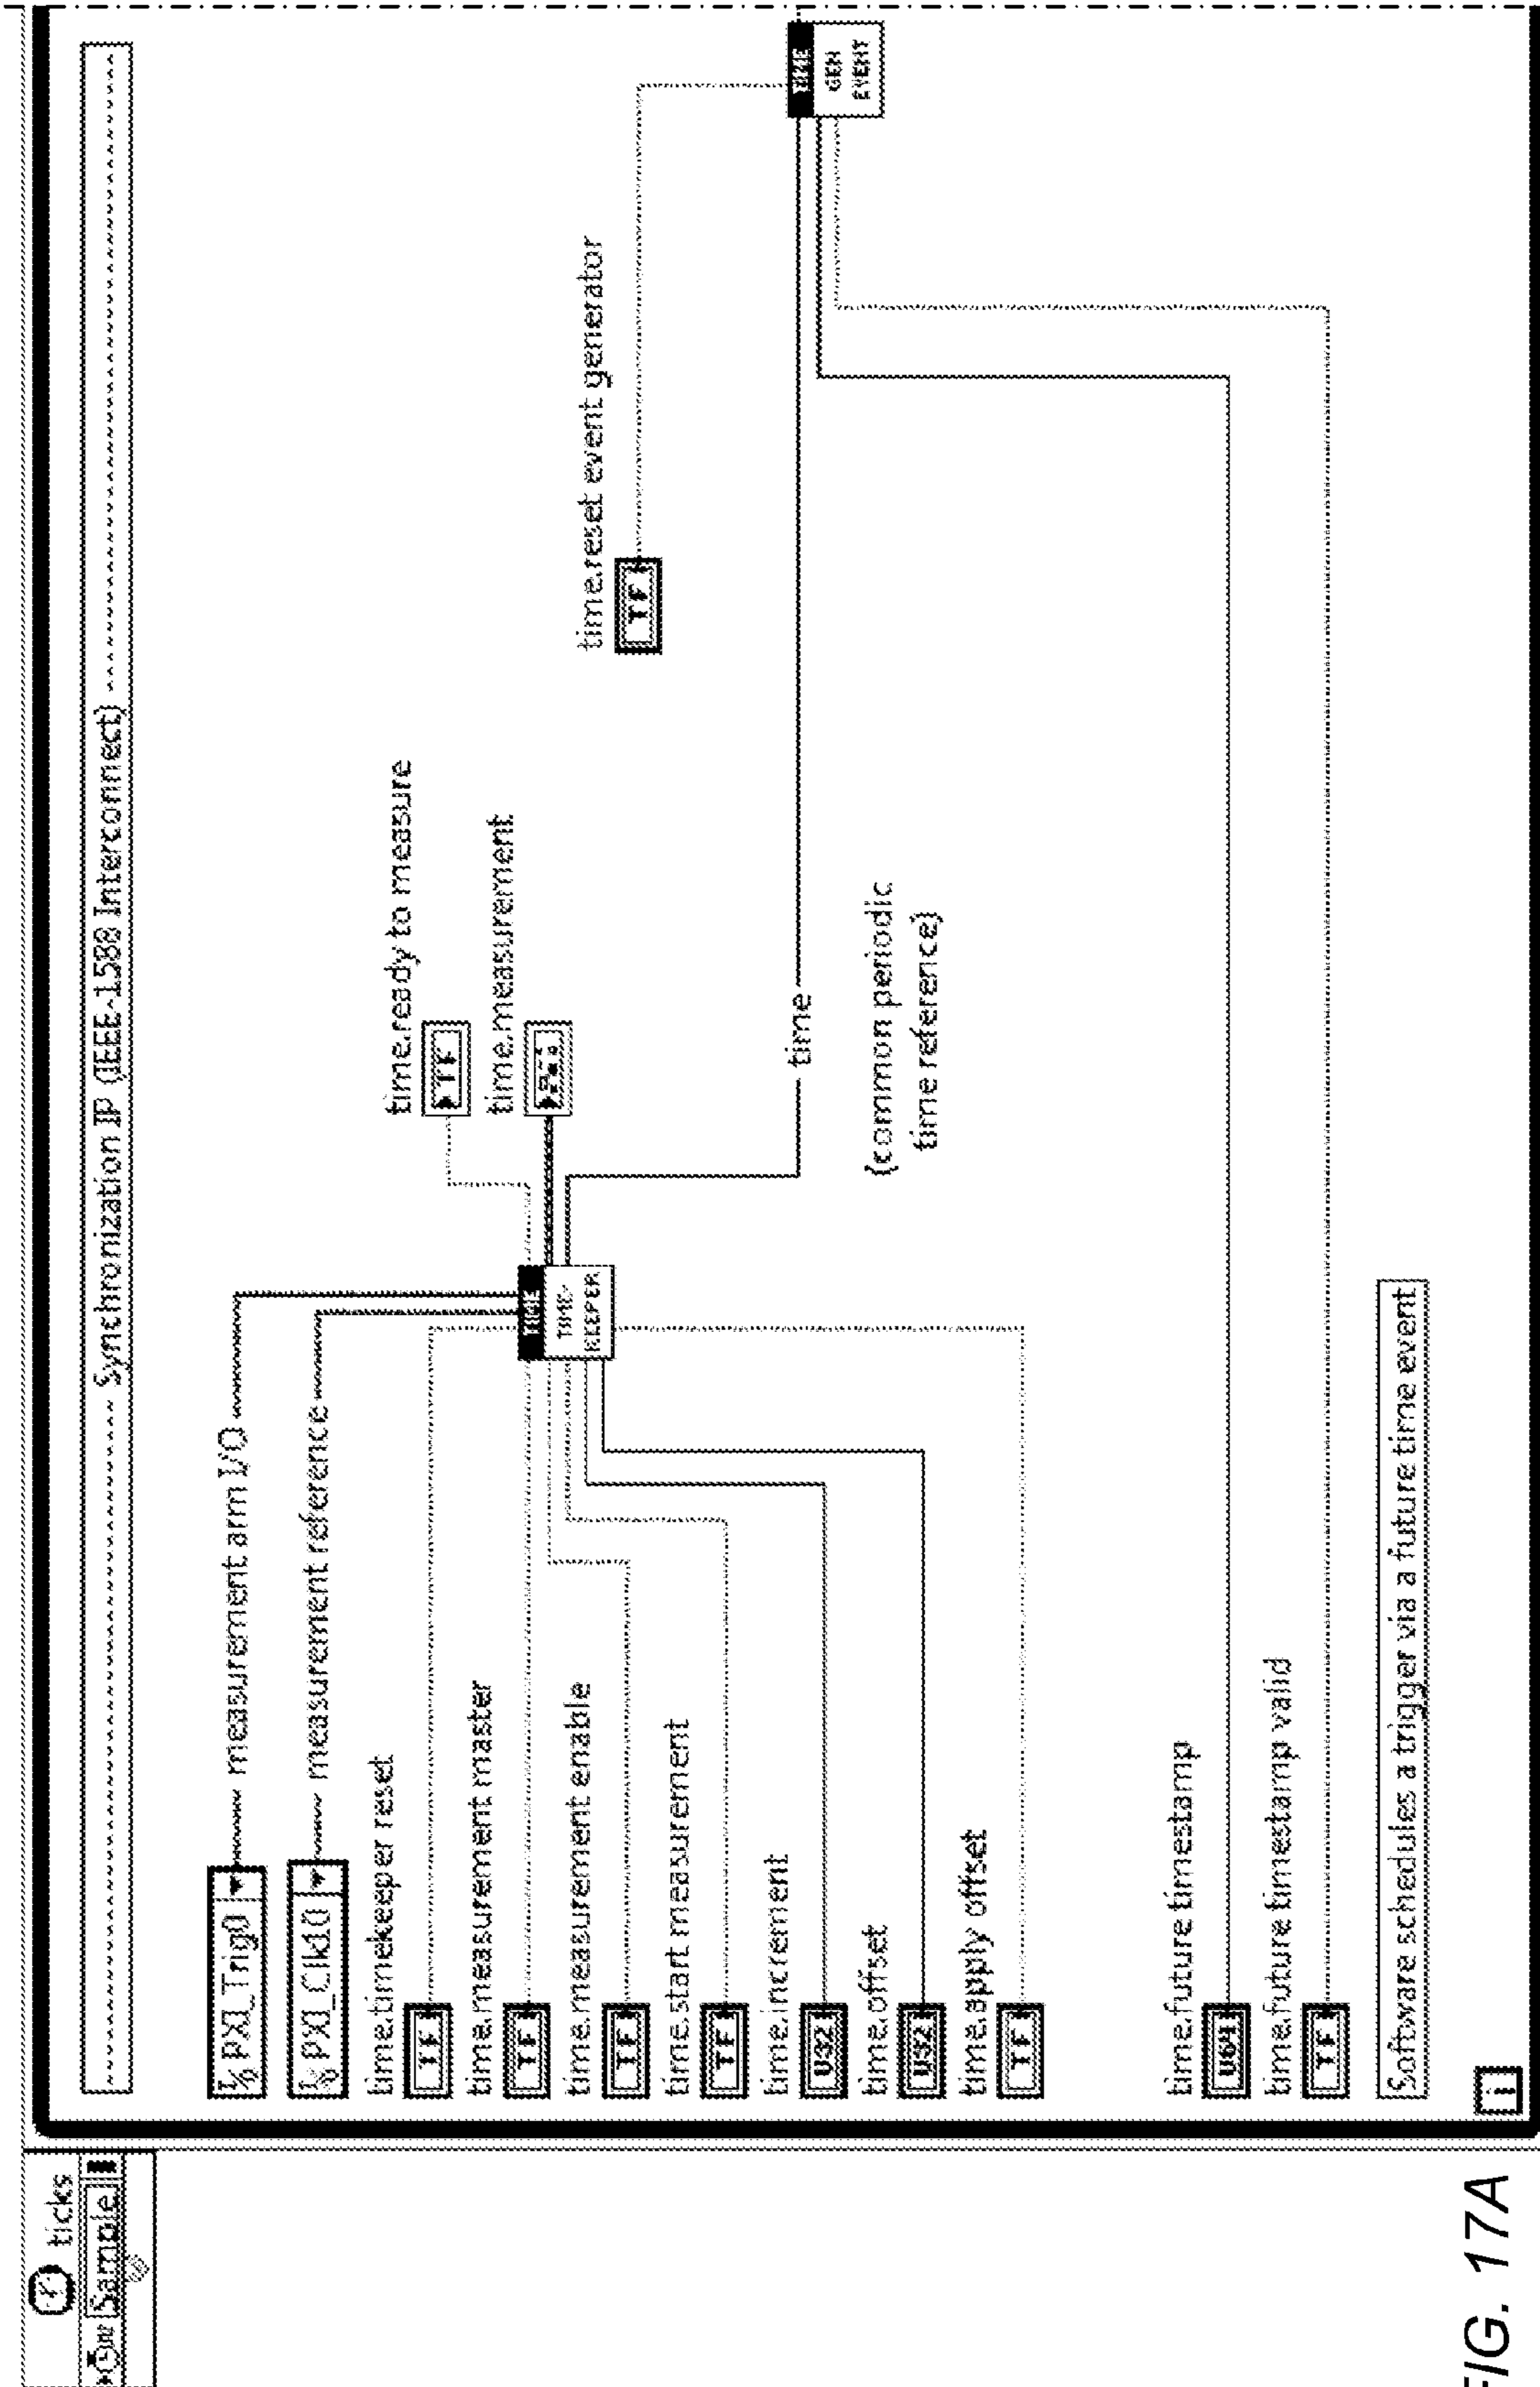 ticks
Sample
Synchronization IP (IEEE-1588 Interconnect)
I/O PXI_Trig0
measurement arm I/O
I/O PXI_Clk10
measurement reference
time.timekeeper reset
TF
time.measurement master
TF
time.measurement enable
TF
time.start measurement
TF
time.increment
U32
time.offset
U32
time.apply offset
TF
TIME
TIME-
KEEPER
time.ready to measure
TF
time.measurement
time
(common periodic
time reference)
time.reset event generator
TF
TIME
GEN
EVENT
time.future timestamp
U64
time.future timestamp valid
TF
Software schedules a trigger via a future time event
i
FIG. 17A